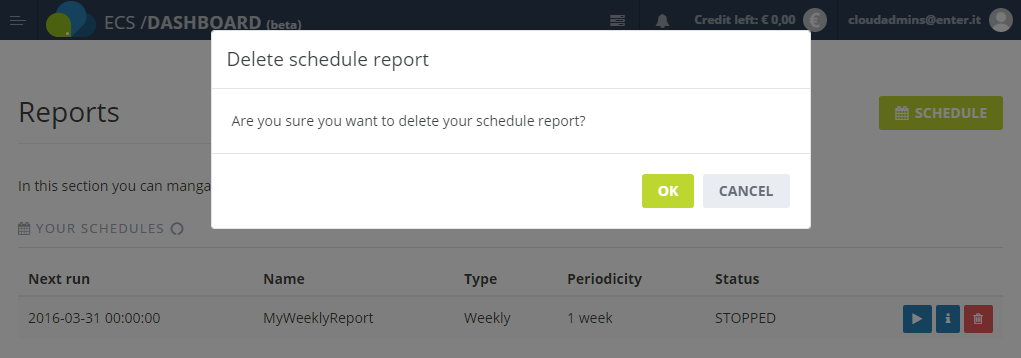 ECS /DASHBOARD (beta)
Credit left: € 0,00 €
cloudadmins@enter.it
Delete schedule report
Are you sure you want to delete your schedule report?
OK CANCEL
Reports
SCHEDULE
In this section you can manga
YOUR SCHEDULES
Next run Name Type Periodicity Status
2016-03-31 00:00:00 MyWeeklyReport Weekly 1 week STOPPED